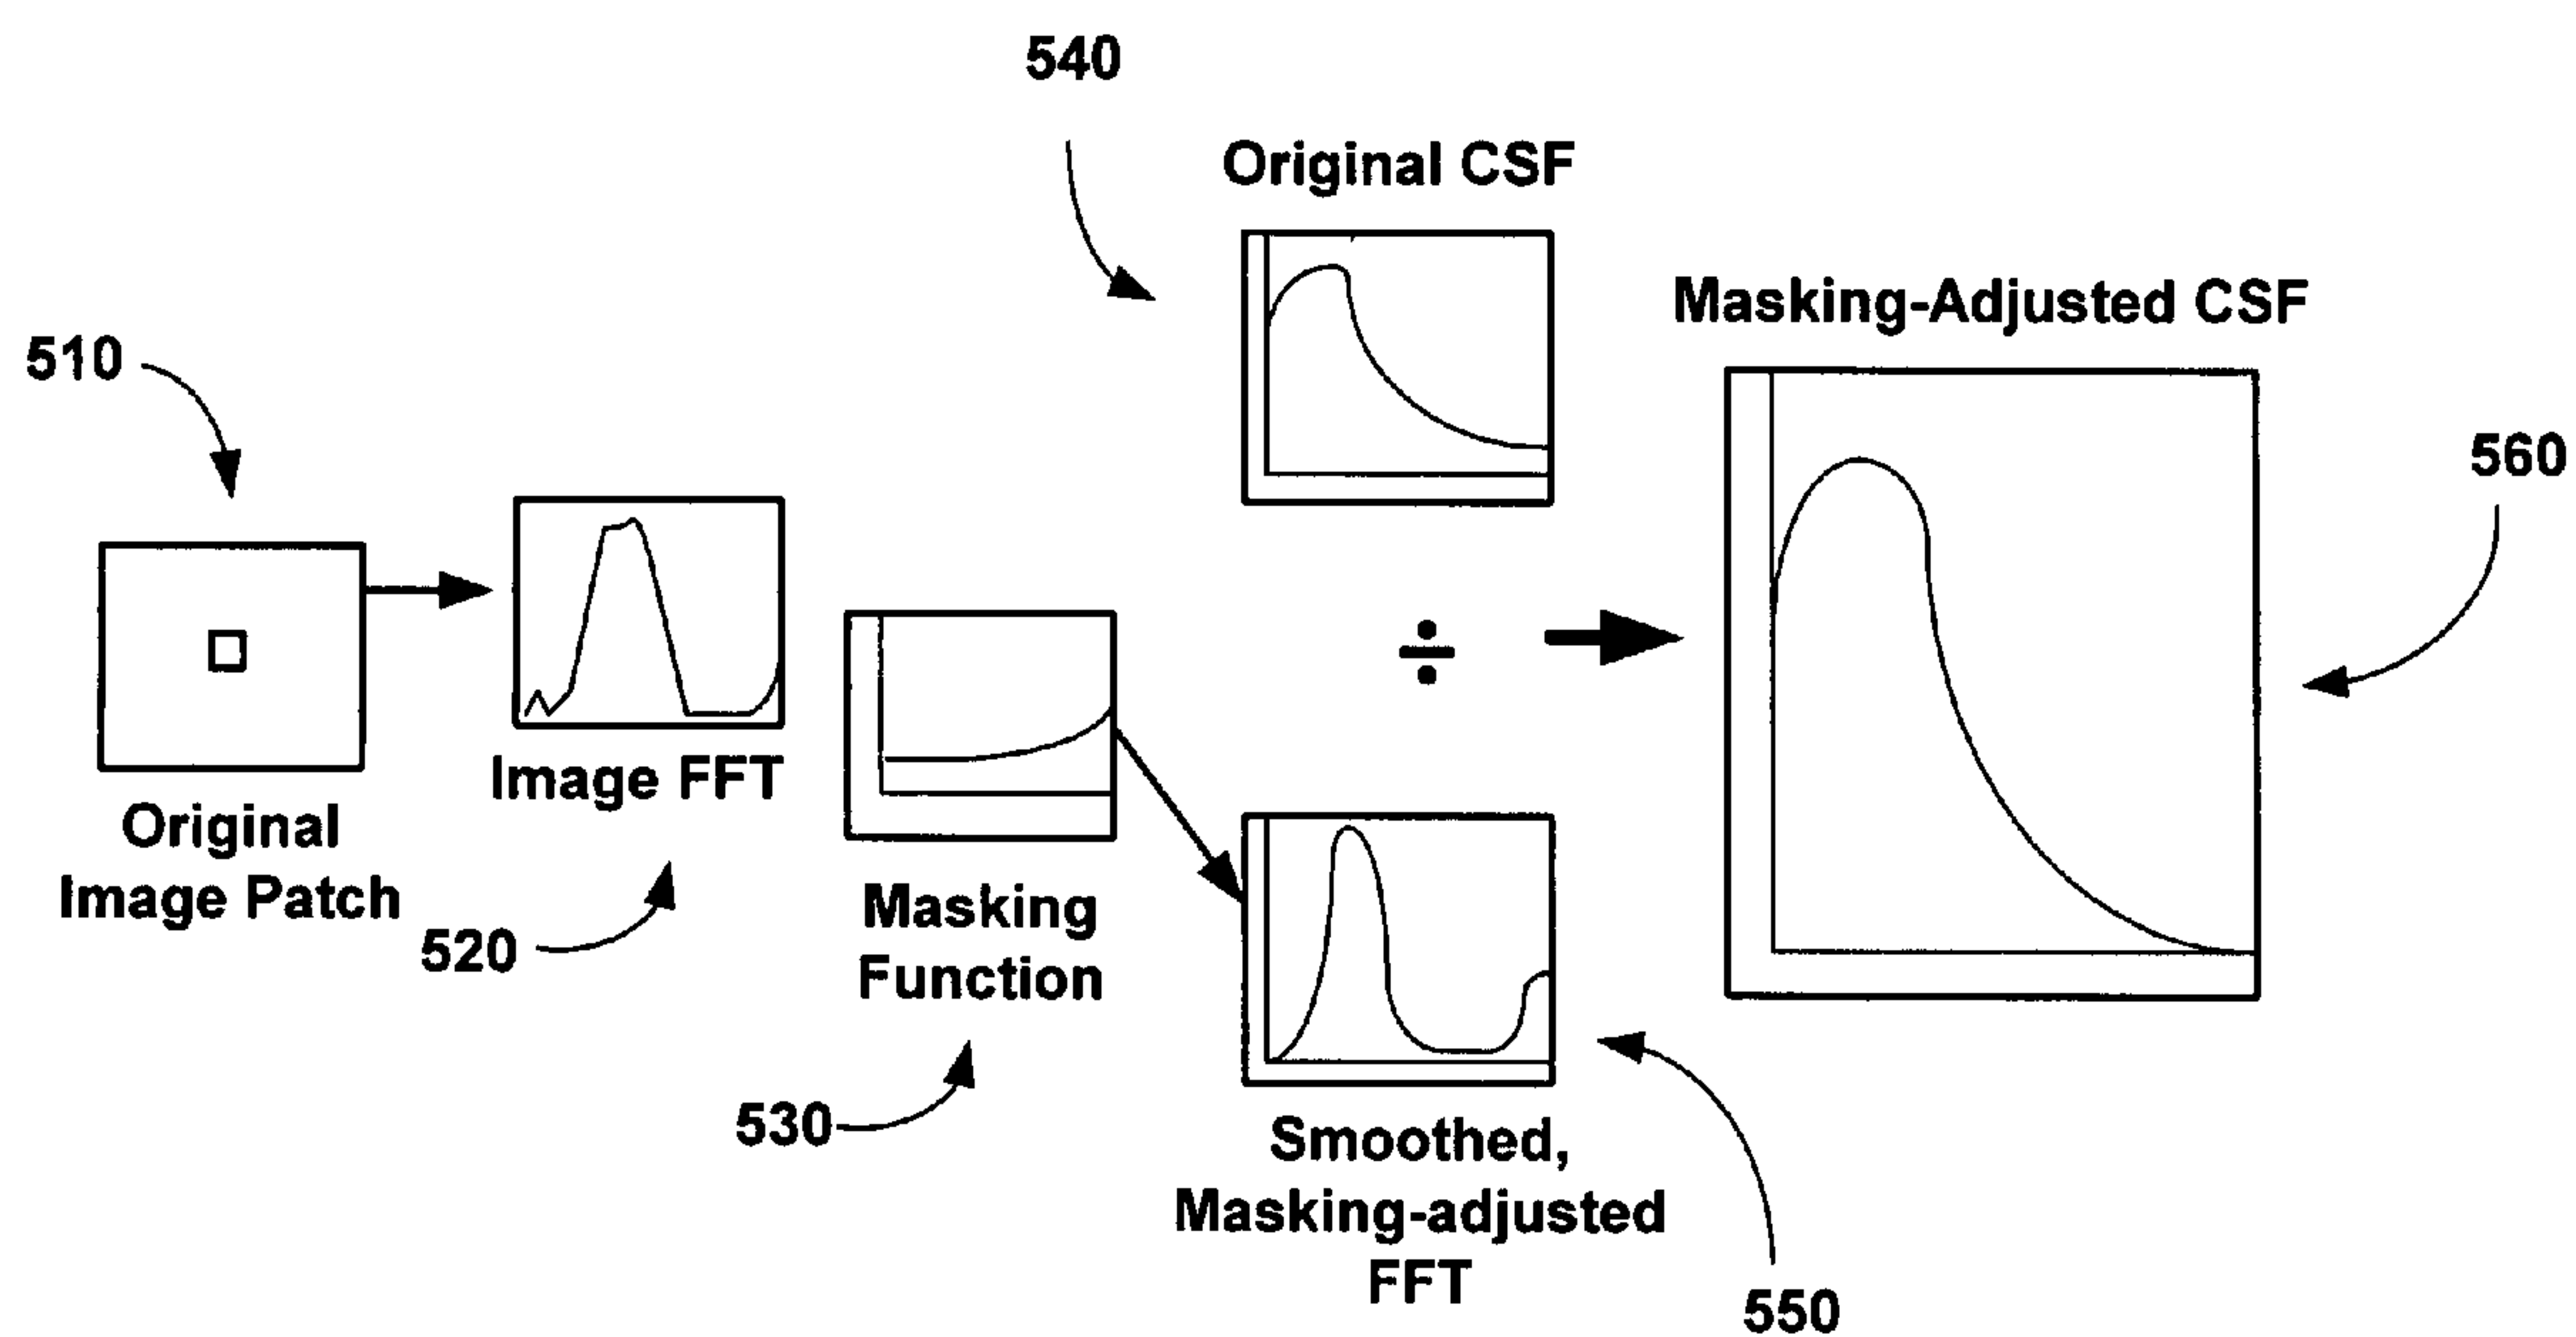 540
Original CSF
Masking-Adjusted CSF
510
560
÷
Image FFT
Original
Image Patch
520
Masking
Function
530
Smoothed,
Masking-adjusted
FFT
550